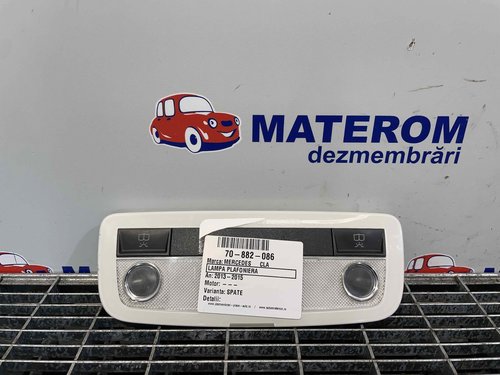 MATEROM
dezmembrări
70-882-086
Marca: MERCEDES CLA
LAMPA PLAFONIERA
An: 2013-2015
Motor: - - -
Varianta: SPATE
Detalii: